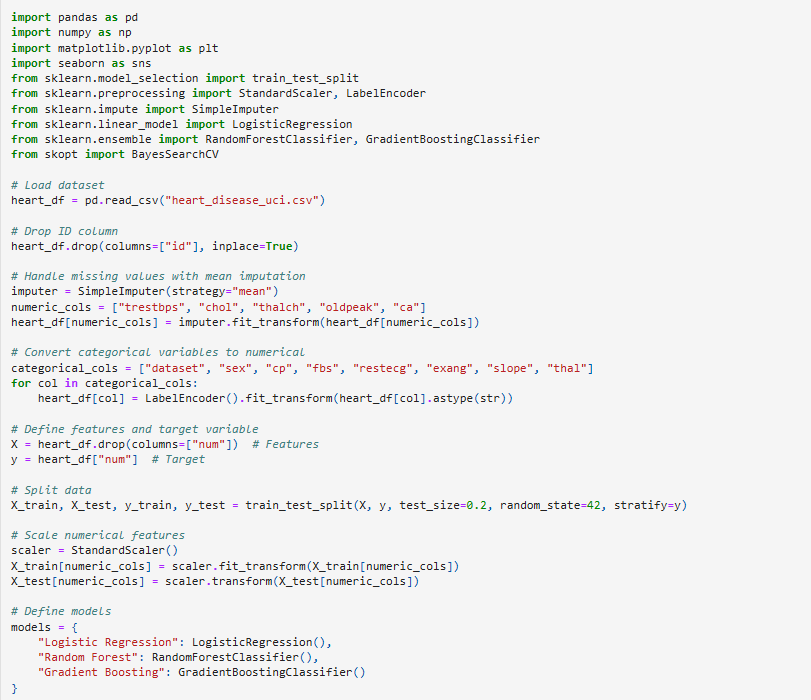 import pandas as pd
import numpy as np
import matplotlib.pyplot as plt
import seaborn as sns
from sklearn.model_selection import train_test_split
from sklearn.preprocessing import StandardScaler, LabelEncoder
from sklearn.impute import SimpleImputer
from sklearn.linear_model import LogisticRegression
from sklearn.ensemble import RandomForestClassifier, GradientBoostingClassifier
from skopt import BayesSearchCV

# Load dataset
heart_df = pd.read_csv("heart_disease_uci.csv")

# Drop ID column
heart_df.drop(columns=["id"], inplace=True)

# Handle missing values with mean imputation
imputer = SimpleImputer(strategy="mean")
numeric_cols = ["trestbps", "chol", "thalch", "oldpeak", "ca"]
heart_df[numeric_cols] = imputer.fit_transform(heart_df[numeric_cols])

# Convert categorical variables to numerical
categorical_cols = ["dataset", "sex", "cp", "fbs", "restecg", "exang", "slope", "thal"]
for col in categorical_cols:
    heart_df[col] = LabelEncoder().fit_transform(heart_df[col].astype(str))

# Define features and target variable
X = heart_df.drop(columns=["num"])  # Features
y = heart_df["num"]  # Target

# Split data
X_train, X_test, y_train, y_test = train_test_split(X, y, test_size=0.2, random_state=42, stratify=y)

# Scale numerical features
scaler = StandardScaler()
X_train[numeric_cols] = scaler.fit_transform(X_train[numeric_cols])
X_test[numeric_cols] = scaler.transform(X_test[numeric_cols])

# Define models
models = {
    "Logistic Regression": LogisticRegression(),
    "Random Forest": RandomForestClassifier(),
    "Gradient Boosting": GradientBoostingClassifier()
}